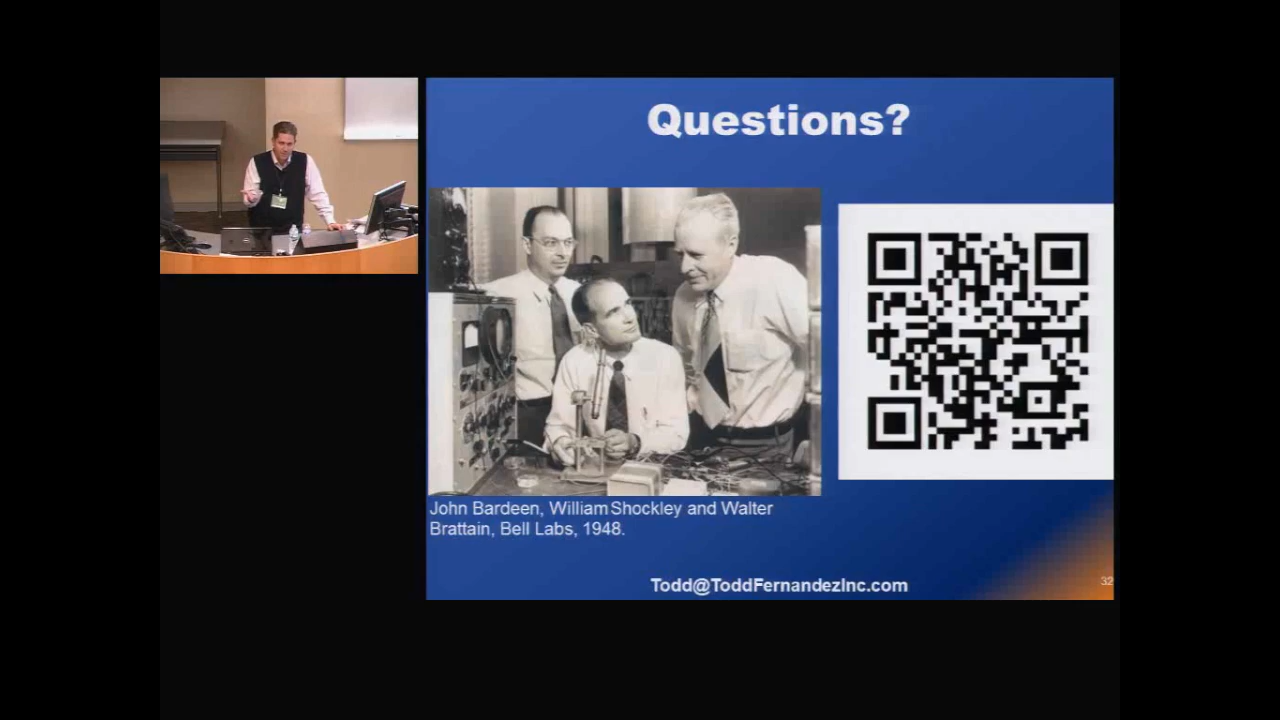 Questions?
John Bardeen, William Shockley and Walter
Brattain, Bell Labs, 1948.
Todd@ToddFernandezInc.com
32